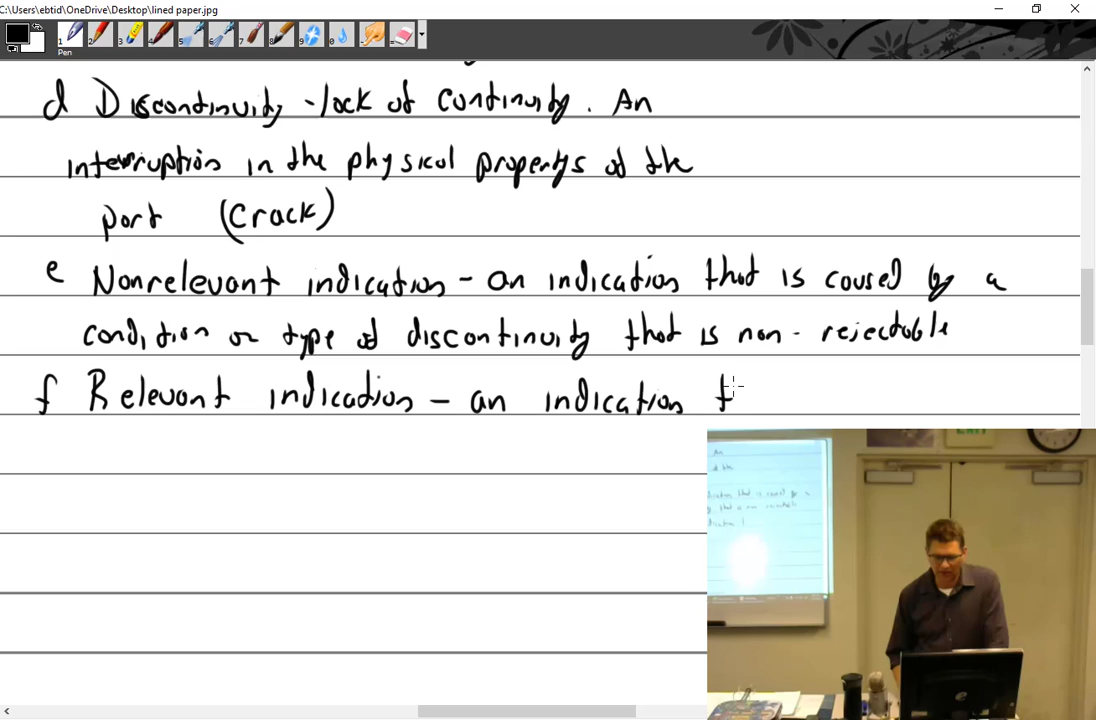 C:\Users\ebtid\OneDrive\Desktop\lined paper.jpg
Pen
d Discontinuity - lack of continuity. An
interruption in the physical propertys of the
part (Crack)
e Nonrelevant indication - an indication that is caused by a
condition or type of discontinuity that is non-rejectable
f Relevant indication - an indication t
EXIT